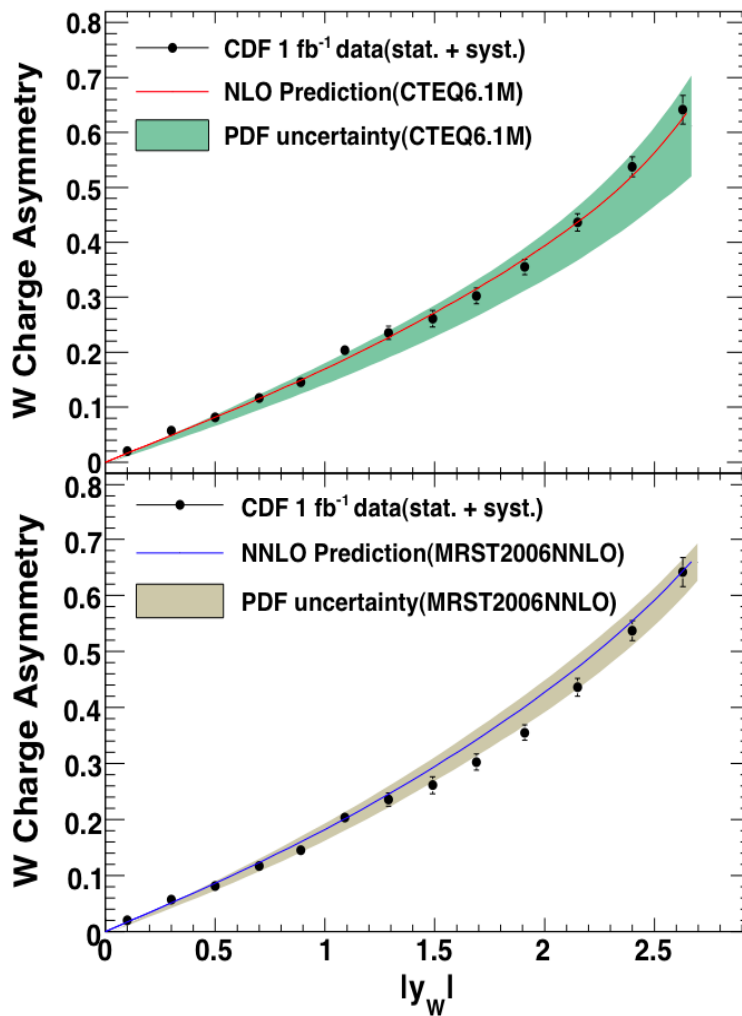 CDF 1 fb⁻¹ data(stat. + syst.)
NLO Prediction(CTEQ6.1M)
PDF uncertainty(CTEQ6.1M)
W Charge Asymmetry
0.8
0.7
0.6
0.5
0.4
0.3
0.2
0.1
0
CDF 1 fb⁻¹ data(stat. + syst.)
NNLO Prediction(MRST2006NNLO)
PDF uncertainty(MRST2006NNLO)
W Charge Asymmetry
0.8
0.7
0.6
0.5
0.4
0.3
0.2
0.1
0
0 0.5 1 1.5 2 2.5
|y_W|